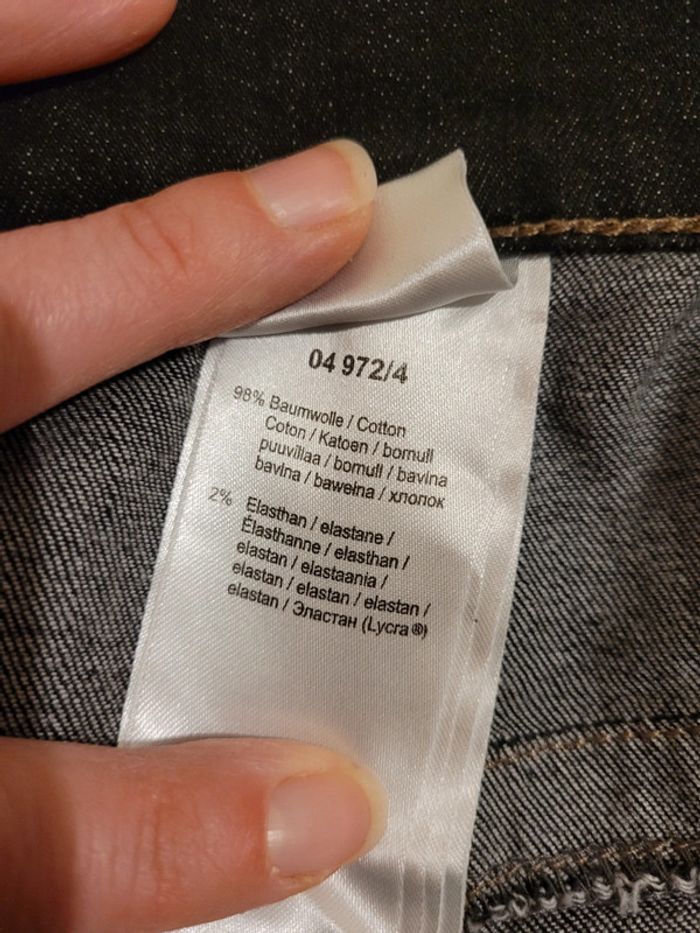 04 972/4
98% Baumwolle / Cotton
Coton / Katoen / bomull
puuvillaa / bomull / bavlna
bavlna / bawełna / хлопок
2% Elasthan / elastane /
Élasthanne / elasthan /
elastan / elastaania /
elastan / elastan / elastan /
elastan / Эластан (Lycra ®)